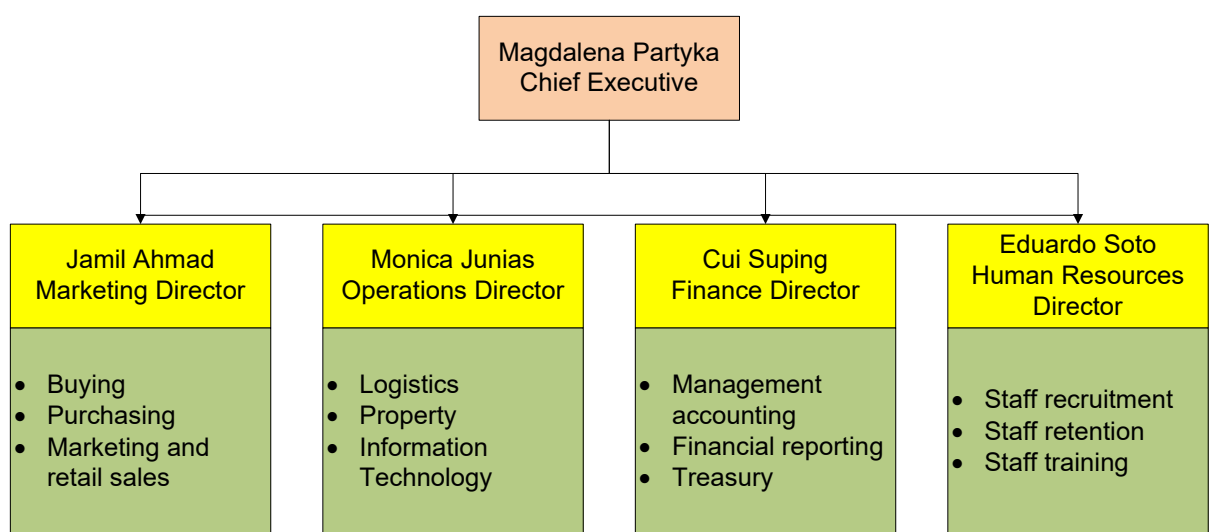 Magdalena Partyka
Chief Executive
Jamil Ahmad
Marketing Director
Monica Junias
Operations Director
Cui Suping
Finance Director
Eduardo Soto
Human Resources
Director
• Buying
• Purchasing
• Marketing and
retail sales
• Logistics
• Property
• Information
Technology
• Management
accounting
• Financial reporting
• Treasury
• Staff recruitment
• Staff retention
• Staff training